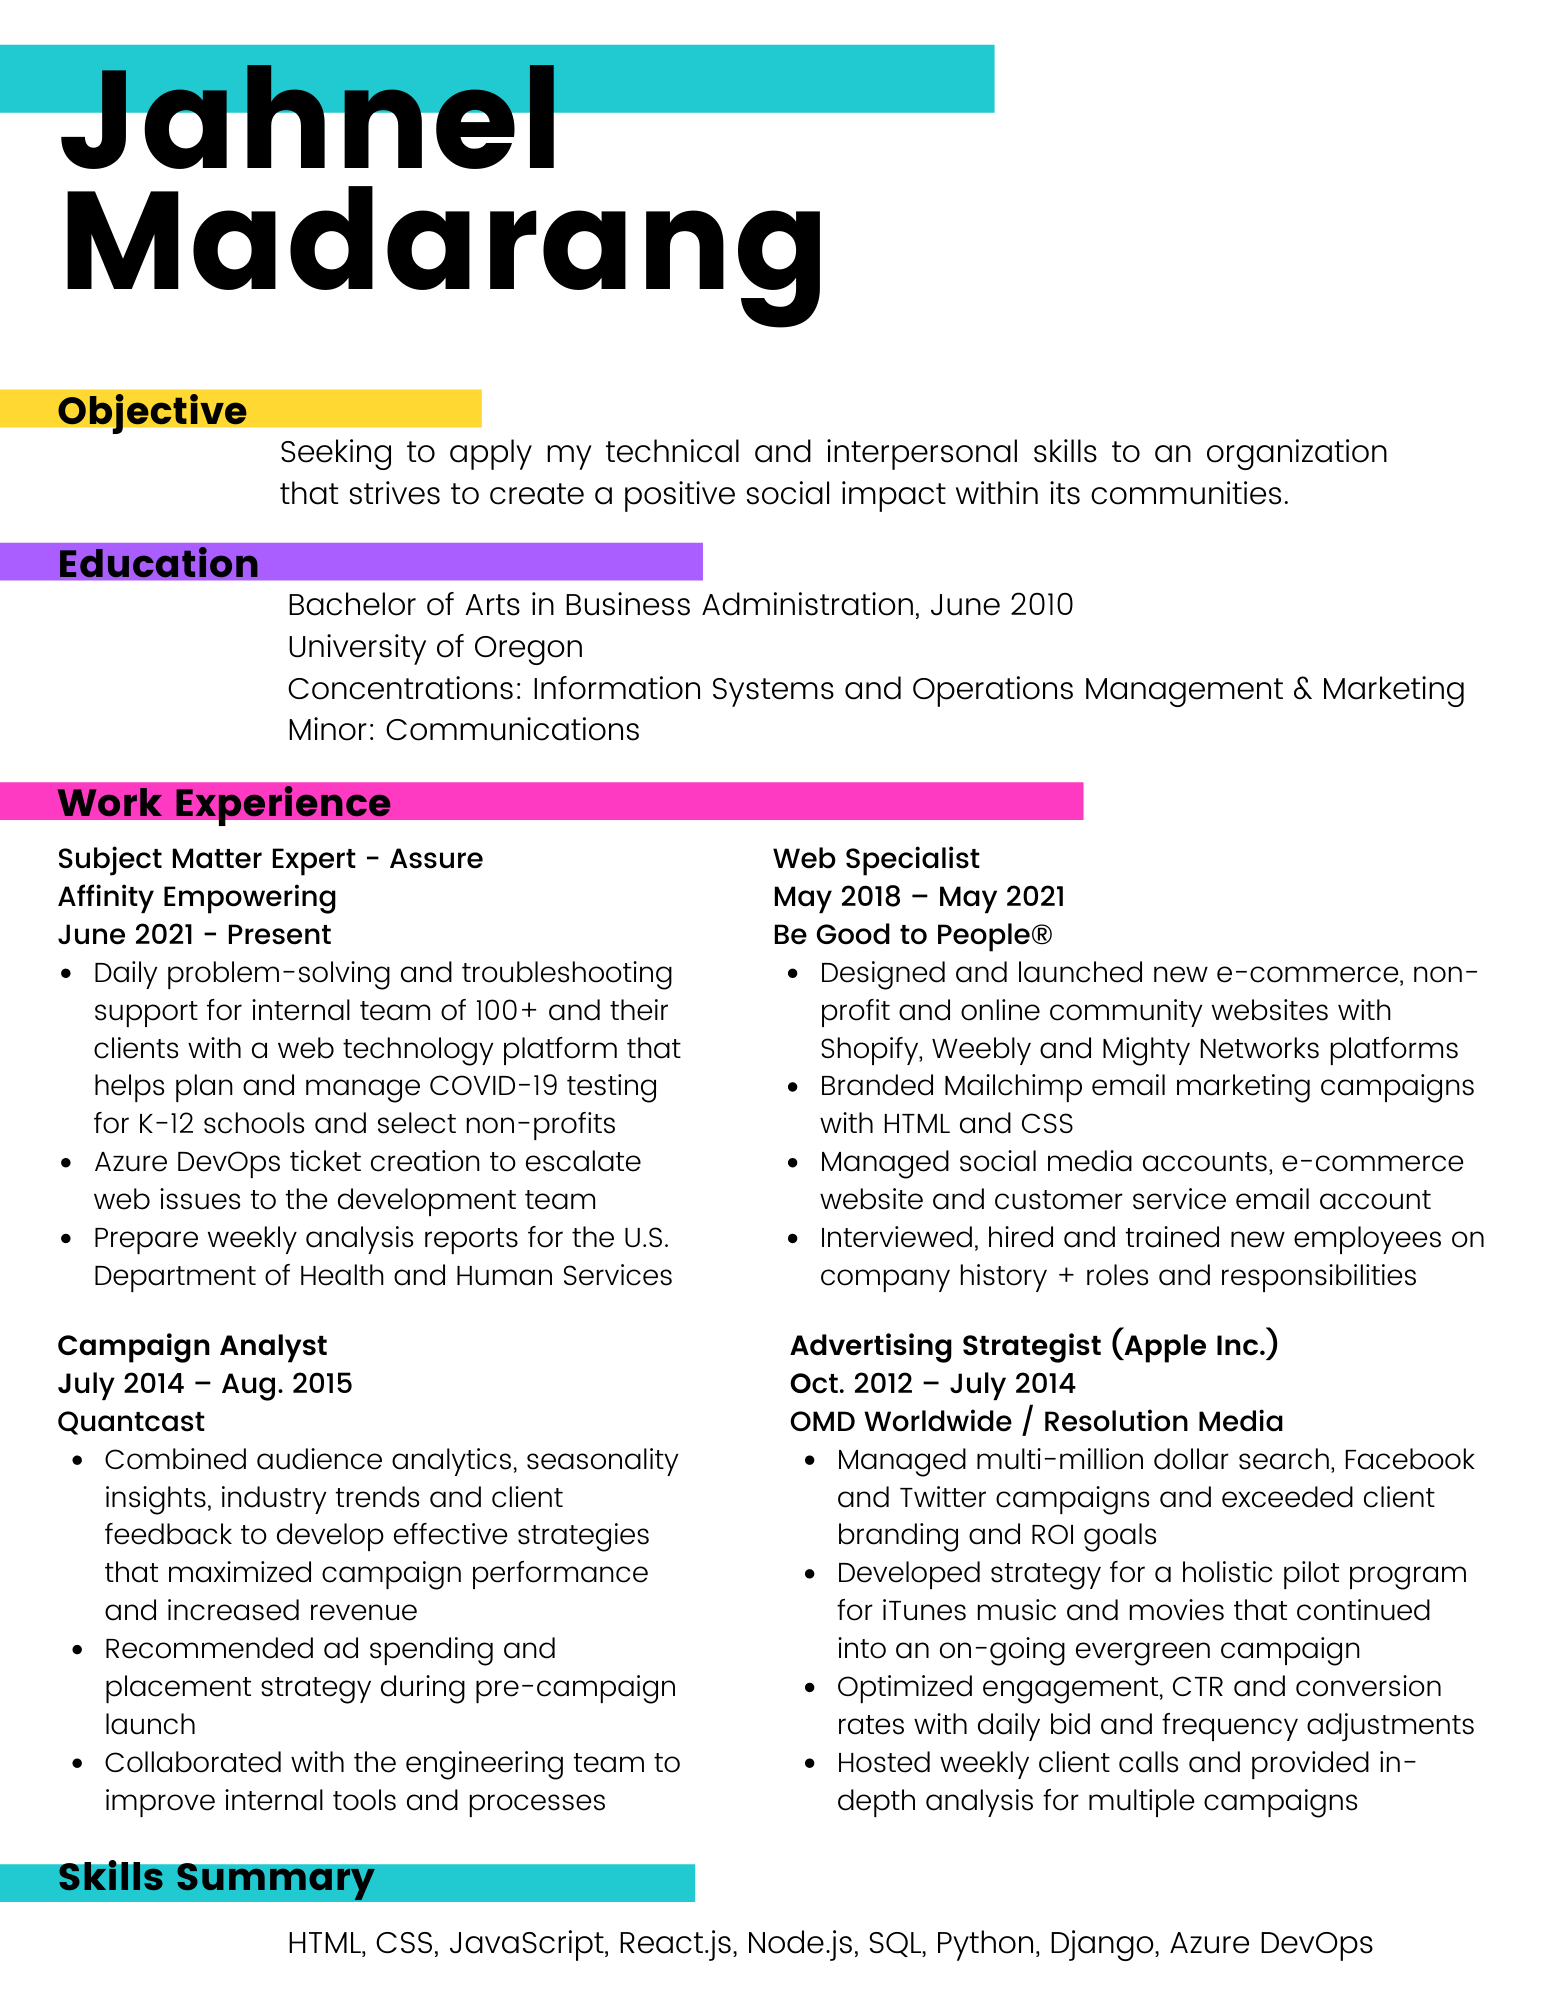 Jahnel
Madarang
Objective
Seeking to apply my technical and interpersonal skills to an organization
that strives to create a positive social impact within its communities.
Education
Bachelor of Arts in Business Administration, June 2010
University of Oregon
Concentrations: Information Systems and Operations Management & Marketing
Minor: Communications
Work Experience
Subject Matter Expert - Assure
Affinity Empowering
June 2021 - Present
• Daily problem-solving and troubleshooting
support for internal team of 100+ and their
clients with a web technology platform that
helps plan and manage COVID-19 testing
for K-12 schools and select non-profits
• Azure DevOps ticket creation to escalate
web issues to the development team
• Prepare weekly analysis reports for the U.S.
Department of Health and Human Services
Web Specialist
May 2018 – May 2021
Be Good to People®
• Designed and launched new e-commerce, non-
profit and online community websites with
Shopify, Weebly and Mighty Networks platforms
• Branded Mailchimp email marketing campaigns
with HTML and CSS
• Managed social media accounts, e-commerce
website and customer service email account
• Interviewed, hired and trained new employees on
company history + roles and responsibilities
Campaign Analyst
July 2014 – Aug. 2015
Quantcast
• Combined audience analytics, seasonality
insights, industry trends and client
feedback to develop effective strategies
that maximized campaign performance
and increased revenue
• Recommended ad spending and
placement strategy during pre-campaign
launch
• Collaborated with the engineering team to
improve internal tools and processes
Advertising Strategist (Apple Inc.)
Oct. 2012 – July 2014
OMD Worldwide / Resolution Media
• Managed multi-million dollar search, Facebook
and Twitter campaigns and exceeded client
branding and ROI goals
• Developed strategy for a holistic pilot program
for iTunes music and movies that continued
into an on-going evergreen campaign
• Optimized engagement, CTR and conversion
rates with daily bid and frequency adjustments
• Hosted weekly client calls and provided in-
depth analysis for multiple campaigns
Skills Summary
HTML, CSS, JavaScript, React.js, Node.js, SQL, Python, Django, Azure DevOps